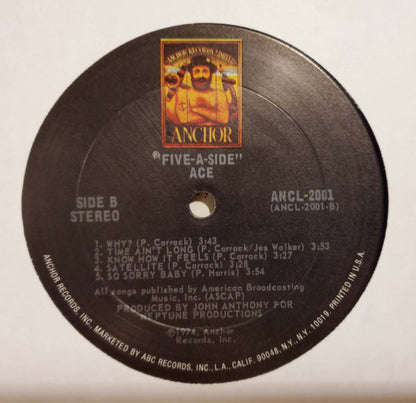 ANCHOR RECORDS LIMITED
ANCHOR
℗"FIVE-A-SIDE"
ACE
SIDE B
STEREO
ANCL-2001
(ANCL-2001-B)
1. WHY? (P. Carrack) 3:43
2. TIME AIN'T LONG (P. Carrack/Jes Walker) 3:53
3. KNOW HOW IT FEELS (P. Carrack) 3:27
4. SATELLITE (P. Carrack) 3:28
5. SO SORRY BABY (P. Harris) 3:54
All songs published by American Broadcasting
Music, Inc. (ASCAP)
PRODUCED BY JOHN ANTHONY FOR
NEPTUNE PRODUCTIONS
©1974, Anchor
Records, Inc.
ANCHOR RECORDS, INC., MARKETED BY ABC RECORDS, INC., L.A., CALIF. 90048, N.Y., N.Y. 10019. PRINTED IN U.S.A.